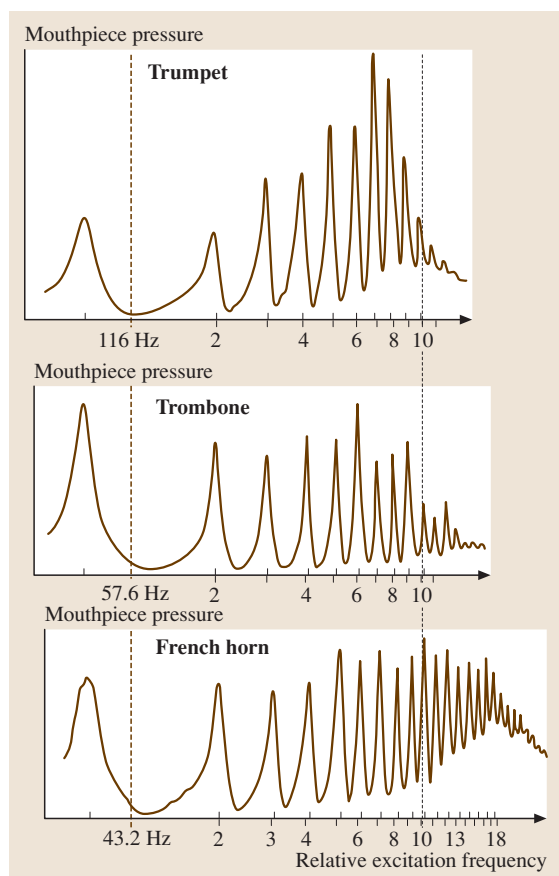 Mouthpiece pressure
Trumpet
116 Hz 2 4 6 8 10
Mouthpiece pressure
Trombone
57.6 Hz 2 4 6 8 10
Mouthpiece pressure
French horn
43.2 Hz 2 3 4 6 8 10 13 18
Relative excitation frequency